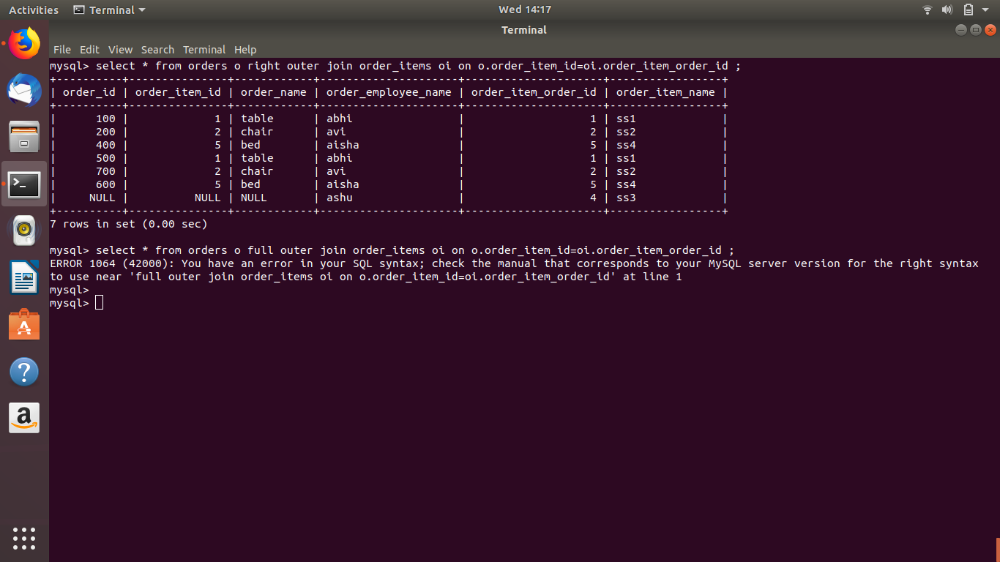 Activities Terminal Wed 14:17
Terminal
File Edit View Search Terminal Help
mysql> select * from orders o right outer join order_items oi on o.order_item_id=oi.order_item_order_id ;
+----------+---------------+------------+---------------------+---------------------+-----------------+
| order_id | order_item_id | order_name | order_employee_name | order_item_order_id | order_item_name |
+----------+---------------+------------+---------------------+---------------------+-----------------+
|      100 |             1 | table      | abhi                |                   1 | ss1             |
|      200 |             2 | chair      | avi                 |                   2 | ss2             |
|      400 |             5 | bed        | aisha               |                   5 | ss4             |
|      500 |             1 | table      | abhi                |                   1 | ss1             |
|      700 |             2 | chair      | avi                 |                   2 | ss2             |
|      600 |             5 | bed        | aisha               |                   5 | ss4             |
|     NULL |          NULL | NULL       | ashu                |                   4 | ss3             |
+----------+---------------+------------+---------------------+---------------------+-----------------+
7 rows in set (0.00 sec)
mysql> select * from orders o full outer join order_items oi on o.order_item_id=oi.order_item_order_id ;
ERROR 1064 (42000): You have an error in your SQL syntax; check the manual that corresponds to your MySQL server version for the right syntax
to use near 'full outer join order_items oi on o.order_item_id=oi.order_item_order_id' at line 1
mysql>
mysql>